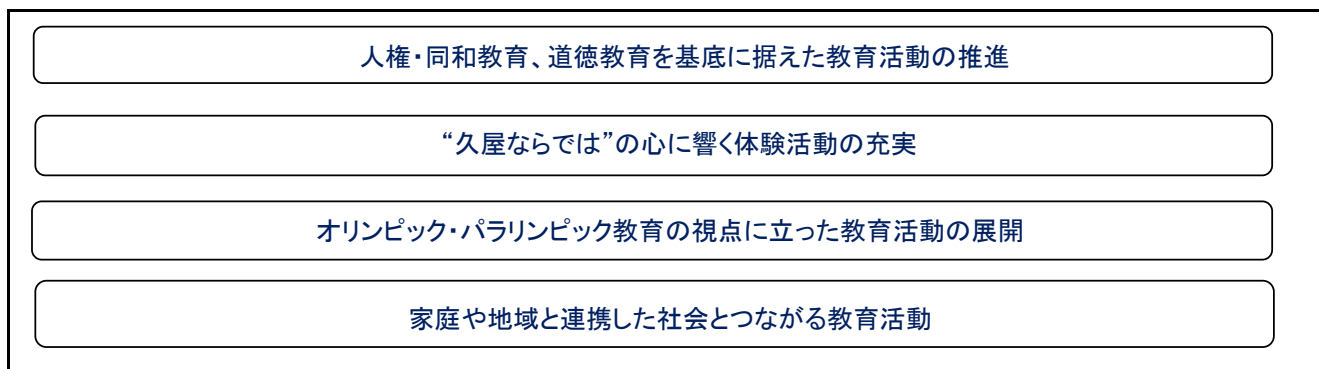 人権・同和教育、道徳教育を基底に据えた教育活動の推進
“久屋ならでは”の心に響く体験活動の充実
オリンピック・パラリンピック教育の視点に立った教育活動の展開
家庭や地域と連携した社会とつながる教育活動